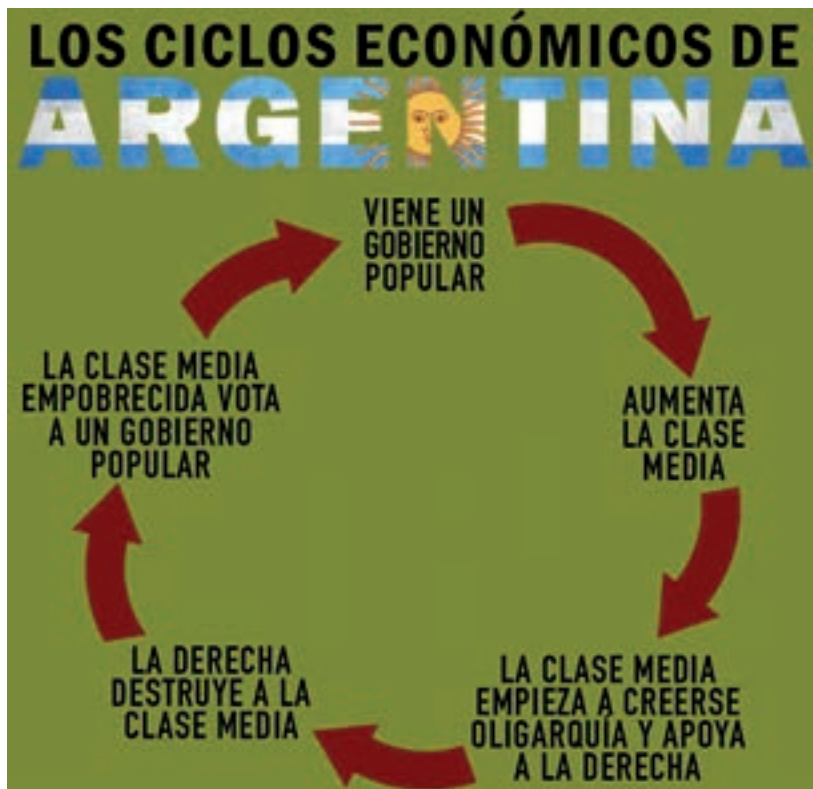 LOS CICLOS ECONÓMICOS DE
ARGENTINA
VIENE UN
GOBIERNO
POPULAR
AUMENTA
LA CLASE
MEDIA
LA CLASE MEDIA
EMPIEZA A CREERSE
OLIGARQUÍA Y APOYA
A LA DERECHA
LA DERECHA
DESTRUYE A LA
CLASE MEDIA
LA CLASE MEDIA
EMPOBRECIDA VOTA
A UN GOBIERNO
POPULAR